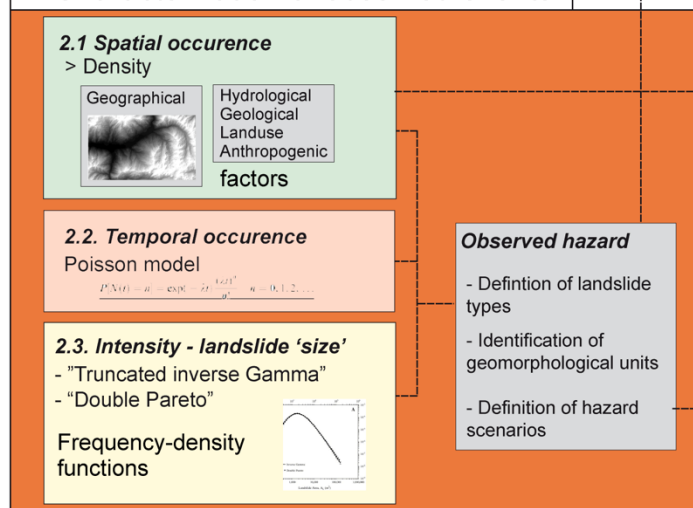 2.1 Spatial occurence
> Density
Geographical
Hydrological
Geological
Landuse
Anthropogenic
factors
2.2. Temporal occurence
Poisson model
2.3. Intensity - landslide ‘size’
- ”Truncated inverse Gamma”
- “Double Pareto”
Frequency-density
functions
A
Observed hazard
- Defintion of landslide
types
- Identification of
geomorphological units
- Definition of hazard
scenarios